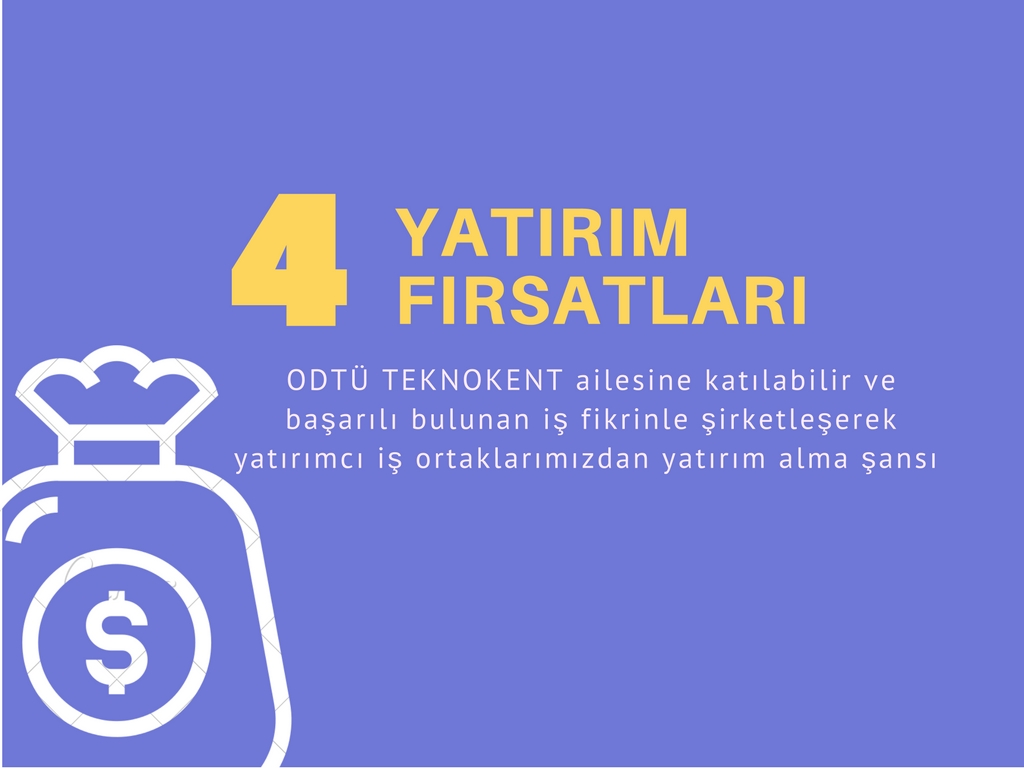 4 YATIRIM
FIRSATLARI
ODTÜ TEKNOKENT ailesine katılabilir ve
başarılı bulunan iş fikrinle şirketleşerek
yatırımcı iş ortaklarımızdan yatırım alma şansı
$